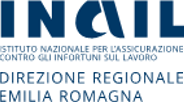 INAIL
ISTITUTO NAZIONALE PER L'ASSICURAZIONE
CONTRO GLI INFORTUNI SUL LAVORO
DIREZIONE REGIONALE
EMILIA ROMAGNA